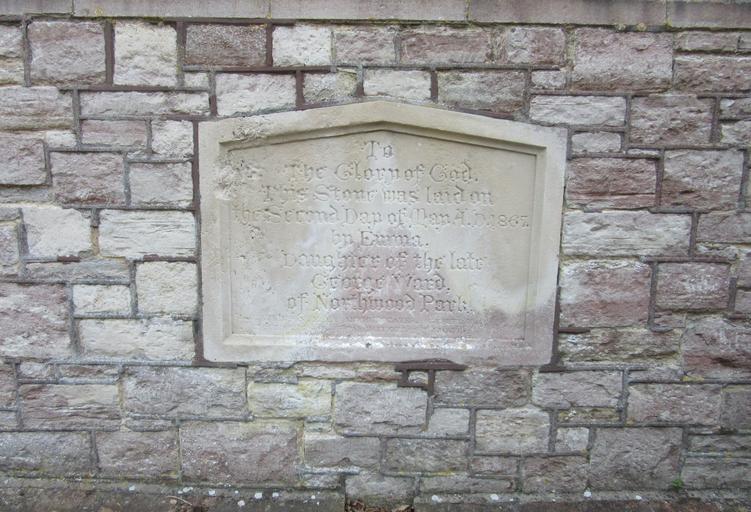 To
The Glory of God.
This Stone was laid on
the Second Day of May A.D. 1867.
by Emma.
Daughter of the late
George Ward.
of Northwood Park.